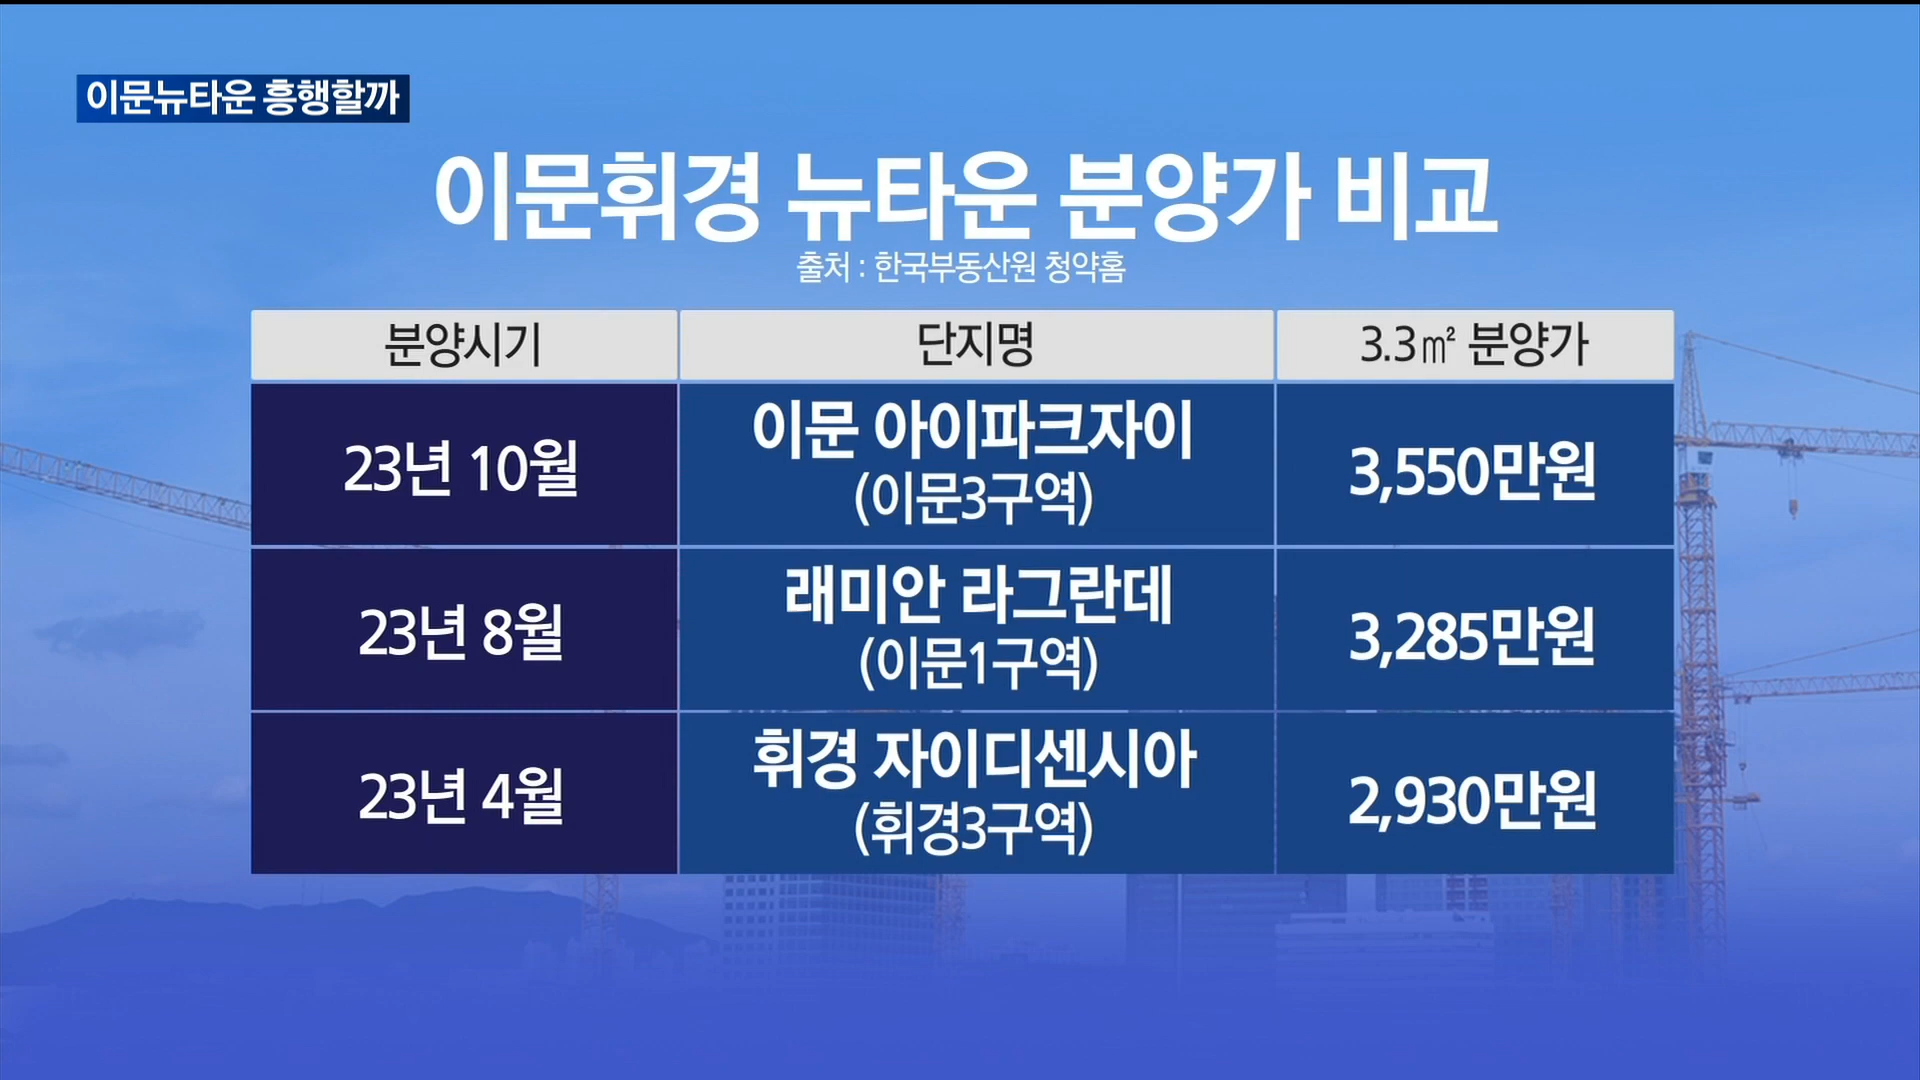 이문뉴타운 흥행할까
이문휘경 뉴타운 분양가 비교
출처 : 한국부동산원 청약홈
분양시기 단지명 3.3㎡ 분양가
23년 10월 이문 아이파크자이 3,550만원
(이문3구역)
23년 8월 래미안 라그란데 3,285만원
(이문1구역)
23년 4월 휘경 자이디센시아 2,930만원
(휘경3구역)